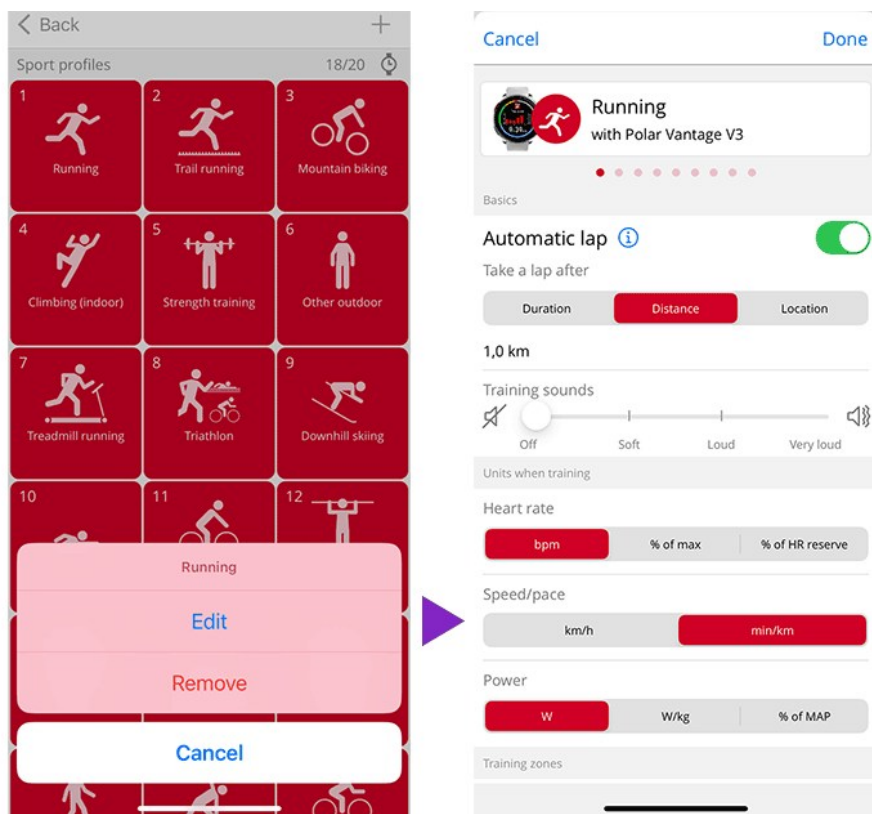 Back
Sport profiles 18/20
1 2 3
Running Trail running Mountain biking
4 5 6
Climbing (indoor) Strength training Other outdoor
7 8 9
Treadmill running Triathlon Downhill skiing
10 11 12
Running
Edit
Remove
Cancel
Cancel Done
Running
with Polar Vantage V3
Basics
Automatic lap
Take a lap after
Duration Distance Location
1,0 km
Training sounds
Off Soft Loud Very loud
Units when training
Heart rate
bpm % of max % of HR reserve
Speed/pace
km/h min/km
Power
W W/kg % of MAP
Training zones